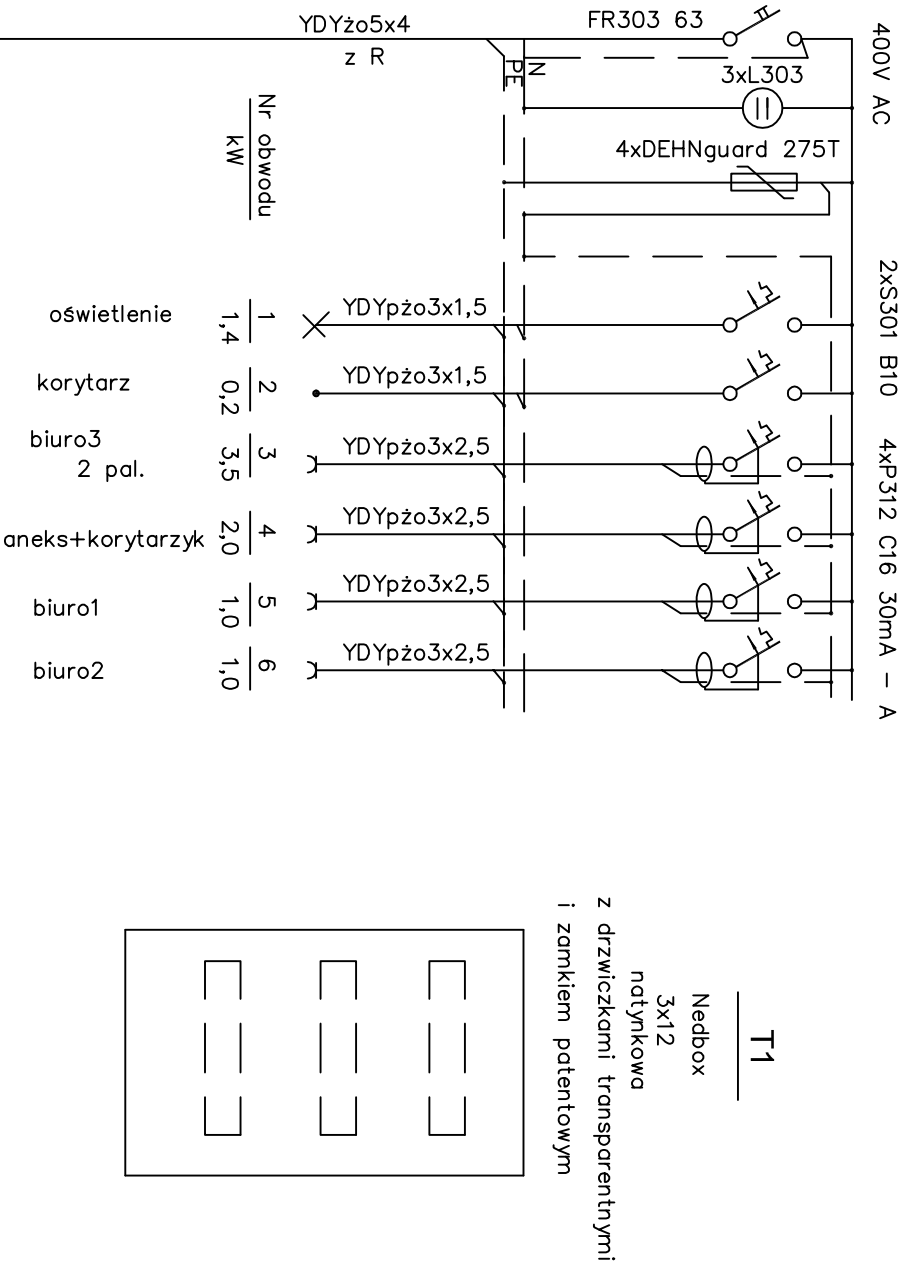 400V AC
YDYżo5x4
z R
FR303 63
N
PE
3xL303
4xDEHNguard 275T
Nr obwodu
kW
2xS301 B10
4xP312 C16 30mA – A
oświetlenie
1
1,4
YDYpżo3x1,5
korytarz
2
0,2
YDYpżo3x1,5
biuro3
2 pal.
3
3,5
YDYpżo3x2,5
aneks+korytarzyk
4
2,0
YDYpżo3x2,5
biuro1
5
1,0
YDYpżo3x2,5
biuro2
6
1,0
YDYpżo3x2,5
T1
Nedbox
3x12
natynkowa
z drzwiczkami transparentnymi
i zamkiem patentowym